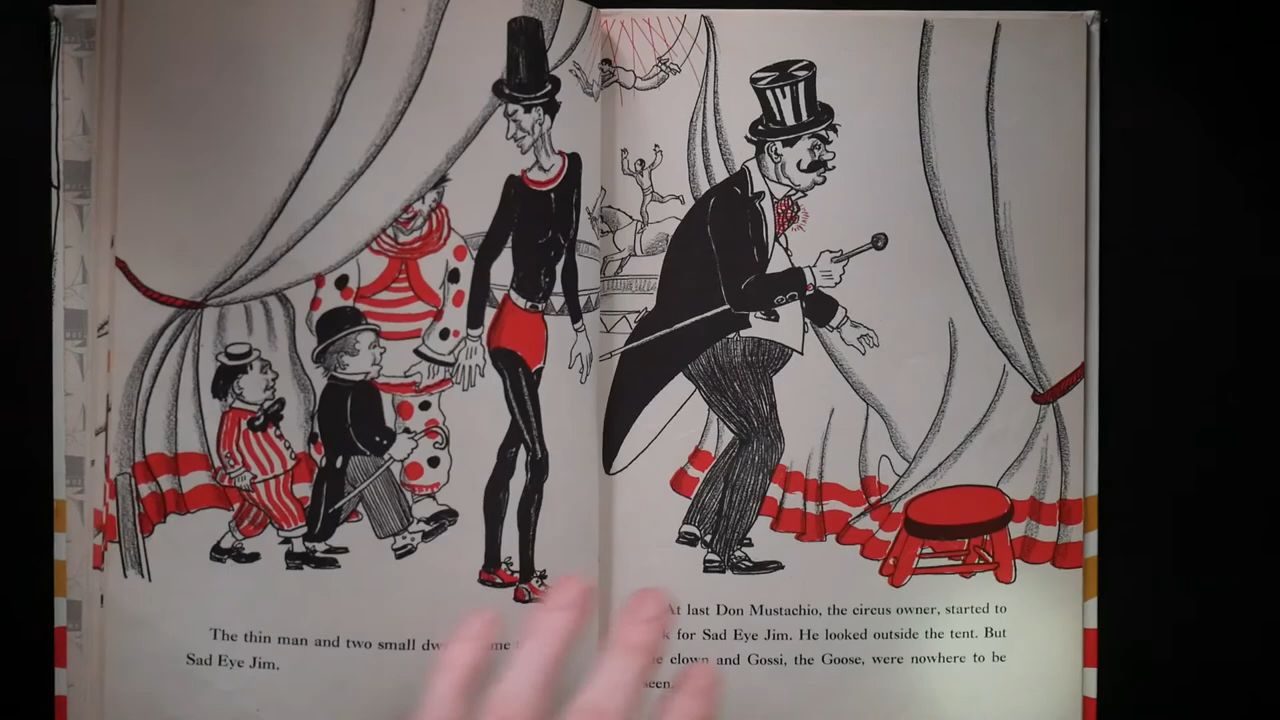 The thin man and two small
Sad Eye Jim.
At last Don Mustachio, the circus owner, started to
for Sad Eye Jim. He looked outside the tent. But
clown and Gossi, the Goose, were nowhere to be
seen.